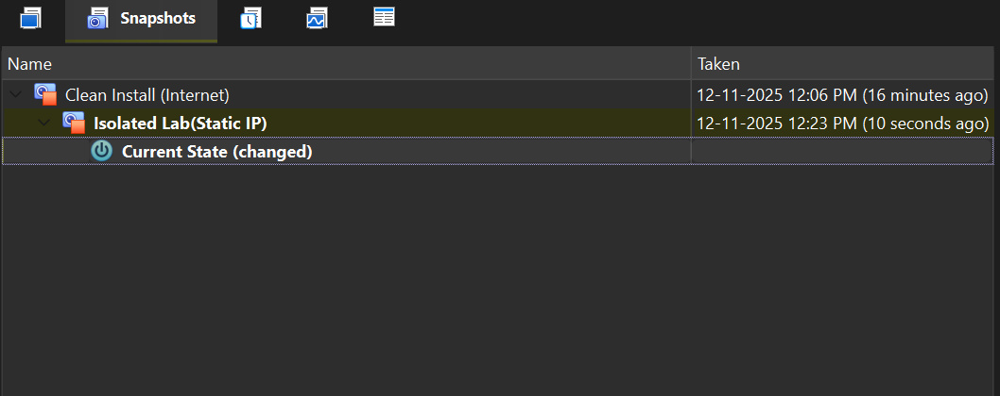 Snapshots
Name Taken
Clean Install (Internet) 12-11-2025 12:06 PM (16 minutes ago)
Isolated Lab(Static IP) 12-11-2025 12:23 PM (10 seconds ago)
Current State (changed)